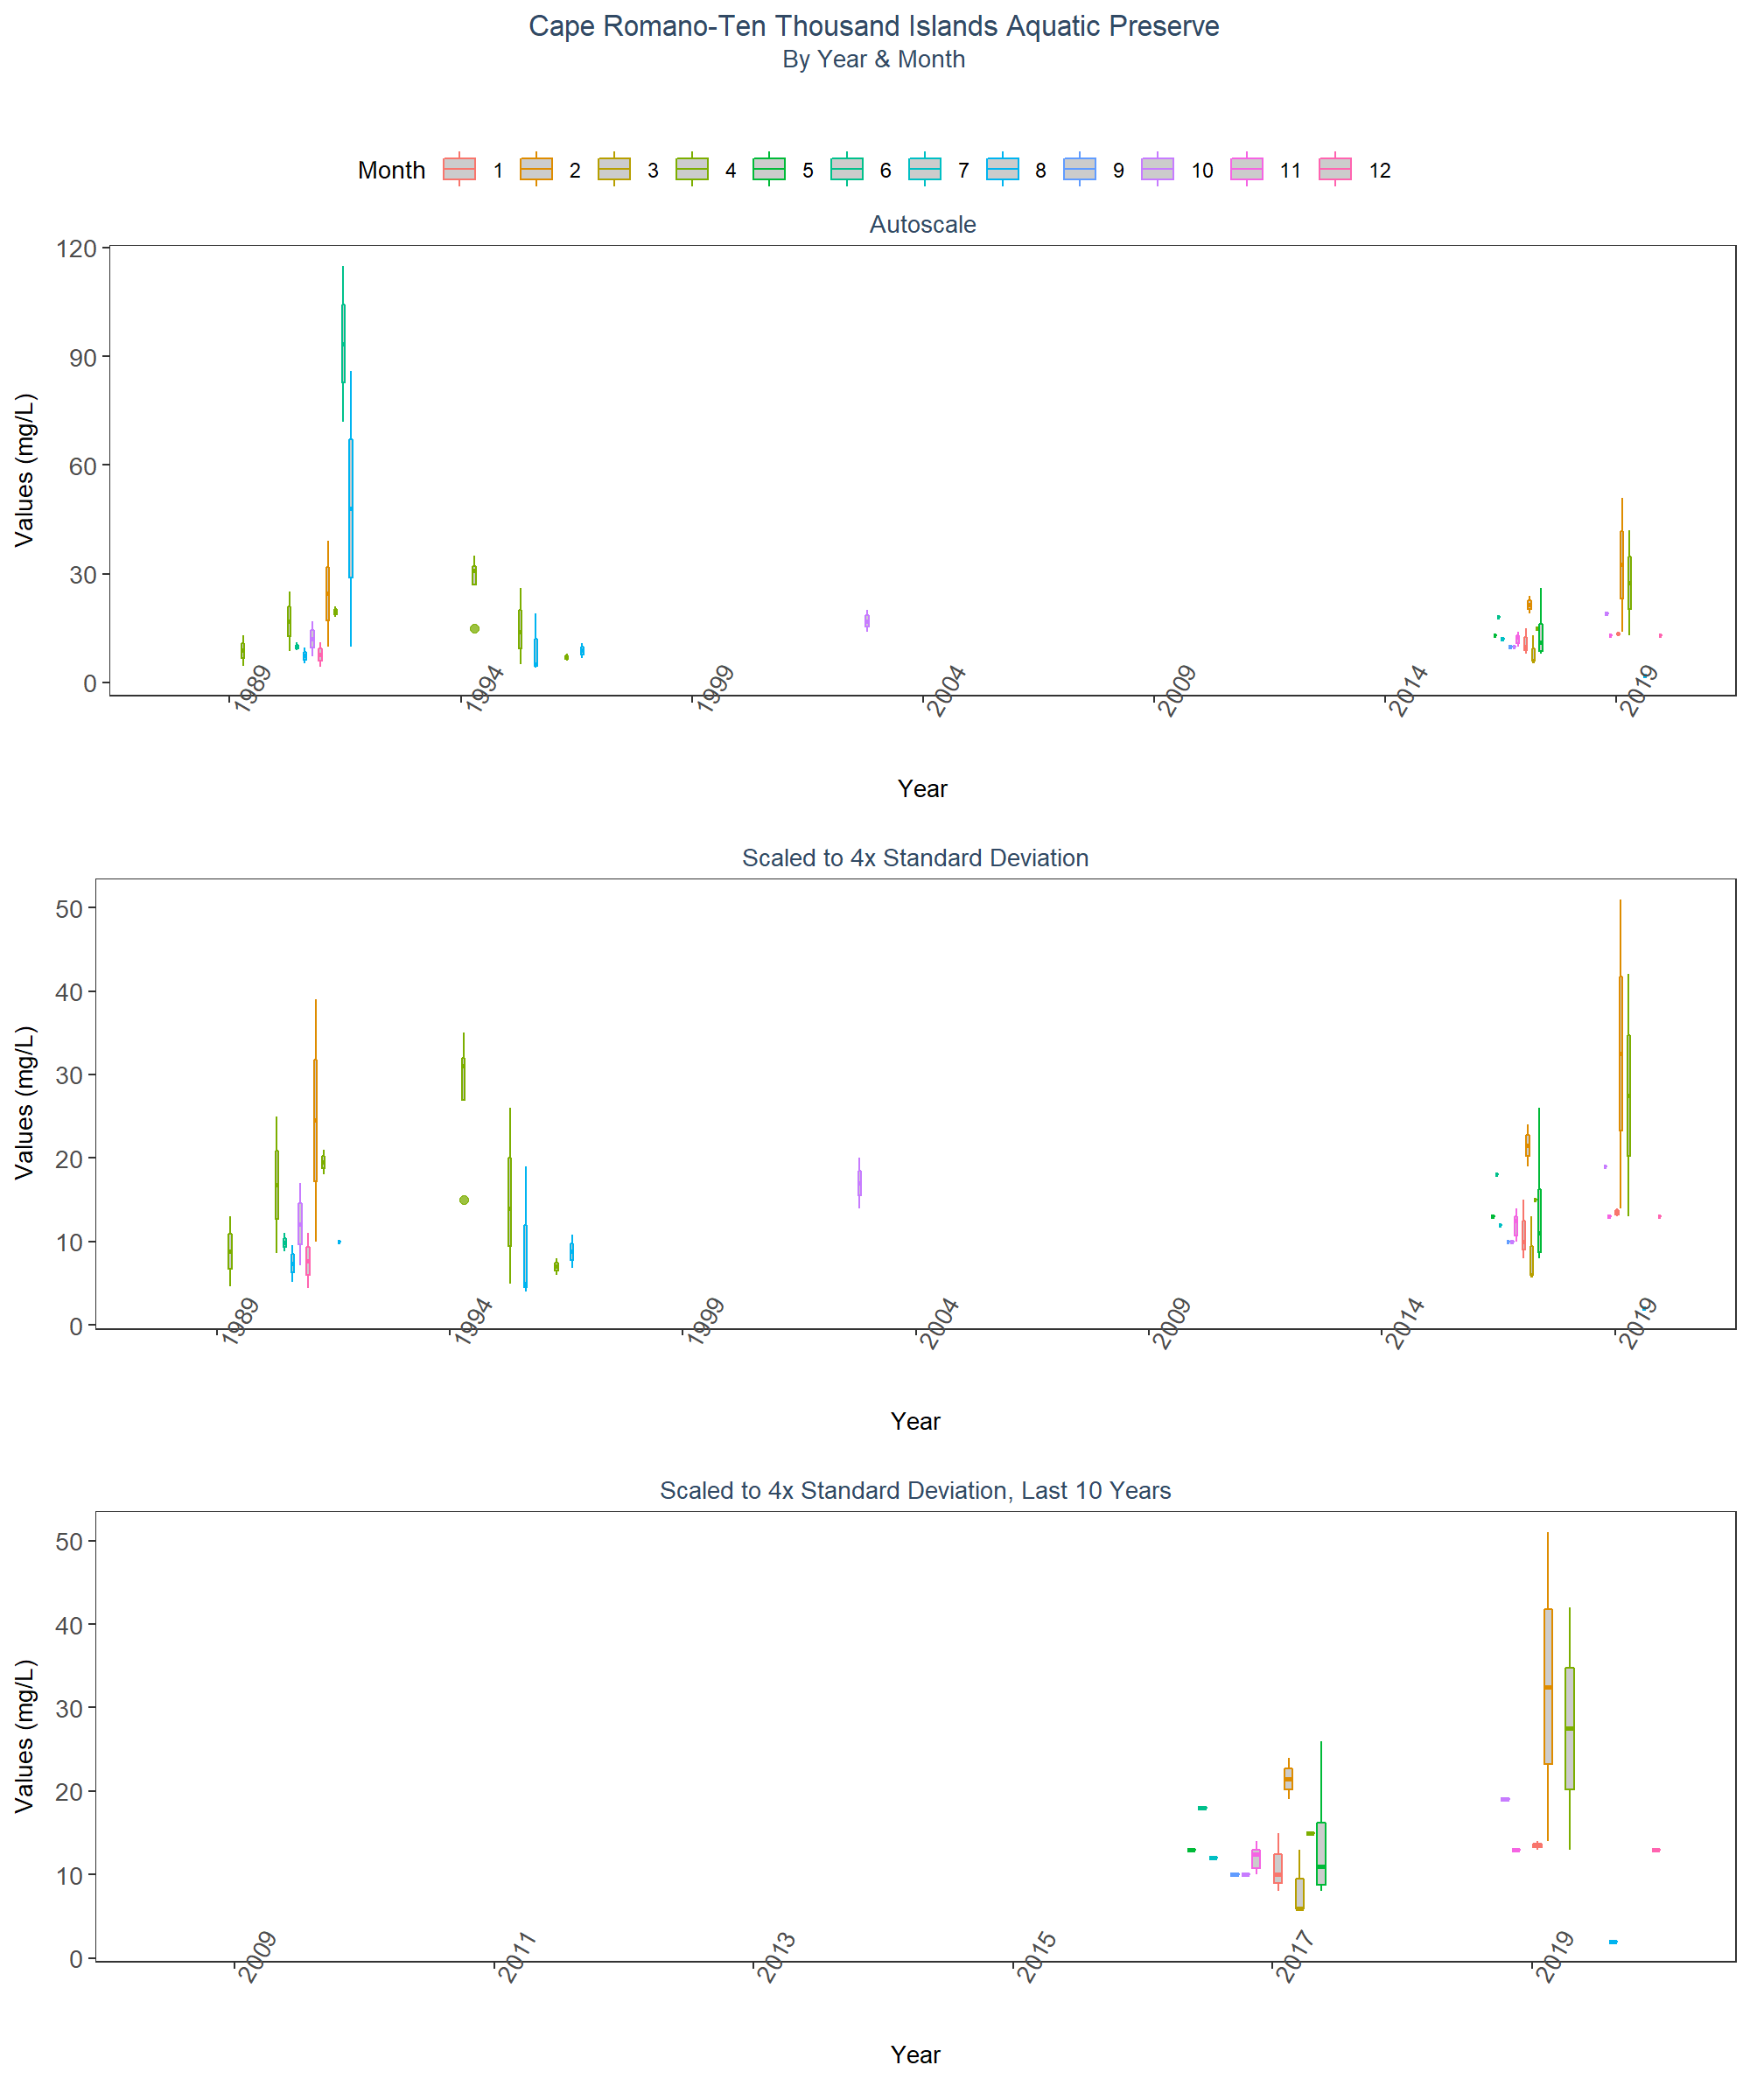 Cape Romano-Ten Thousand Islands Aquatic Preserve
By Year & Month
Month 1 2 3 4 5 6 7 8 9 10 11 12
Autoscale
Values (mg/L)
120
90
60
30
0
1989 1994 1999 2004 2009 2014 2019
Year
Scaled to 4x Standard Deviation
Values (mg/L)
50
40
30
20
10
0
1989 1994 1999 2004 2009 2014 2019
Year
Scaled to 4x Standard Deviation, Last 10 Years
Values (mg/L)
50
40
30
20
10
0
2009 2011 2013 2015 2017 2019
Year